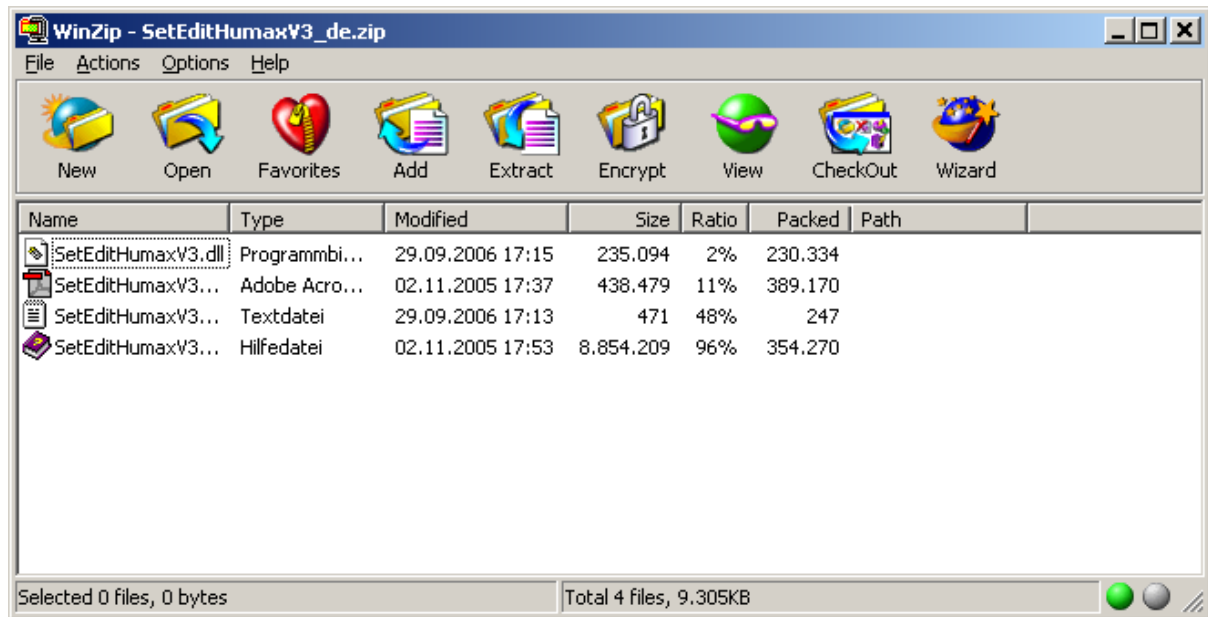 WinZip - SetEditHumaxV3_de.zip
File Actions Options Help
New Open Favorites Add Extract Encrypt View CheckOut Wizard
Name Type Modified Size Ratio Packed Path
SetEditHumaxV3.dll Programmbi... 29.09.2006 17:15 235.094 2% 230.334
SetEditHumaxV3... Adobe Acro... 02.11.2005 17:37 438.479 11% 389.170
SetEditHumaxV3... Textdatei 29.09.2006 17:13 471 48% 247
SetEditHumaxV3... Hilfedatei 02.11.2005 17:53 8.854.209 96% 354.270
Selected 0 files, 0 bytes Total 4 files, 9.305KB